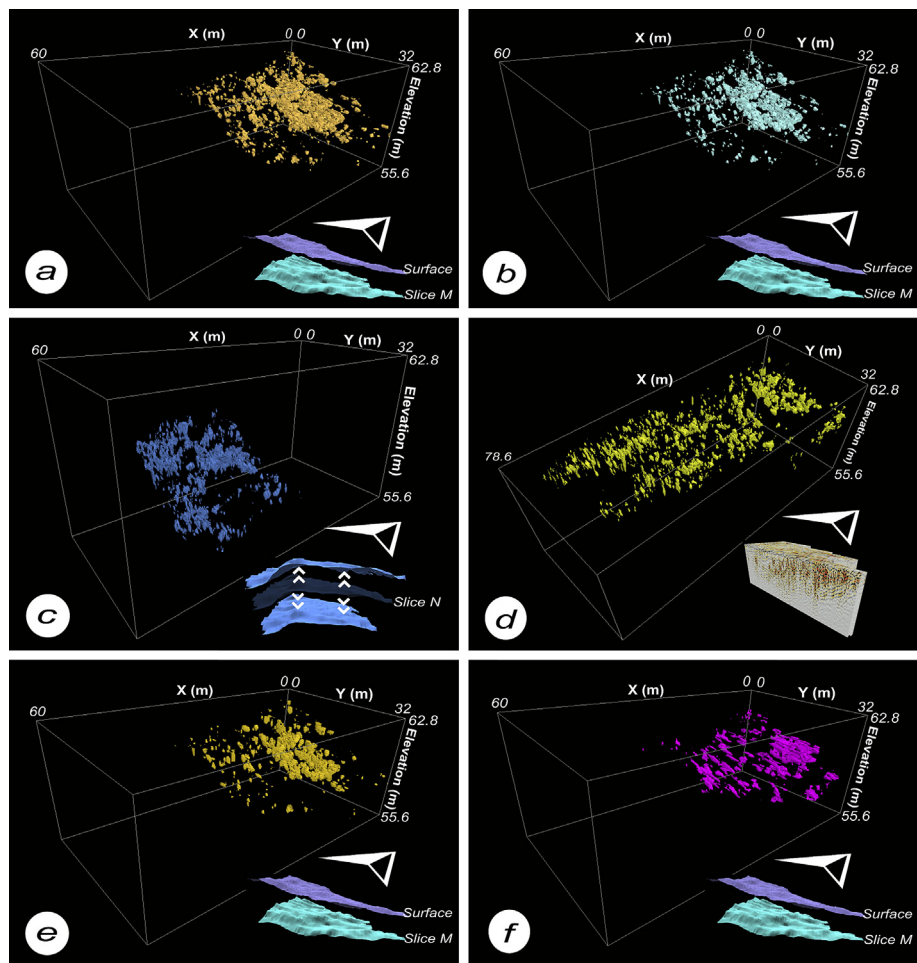 X (m) 0 0 Y (m)
60 32
62.8
Elevation (m)
55.6
Surface
Slice M
a
X (m) 0 0 Y (m)
60 32
62.8
Elevation (m)
55.6
Surface
Slice M
b
X (m) 0 0 Y (m)
60 32
62.8
Elevation (m)
55.6
Slice N
c
0 0
Y (m)
X (m) 32
62.8
78.6
Elevation (m)
55.6
d
X (m) 0 0 Y (m)
60 32
62.8
Elevation (m)
55.6
Surface
Slice M
e
X (m) 0 0 Y (m)
60 32
62.8
Elevation (m)
55.6
Surface
Slice M
f